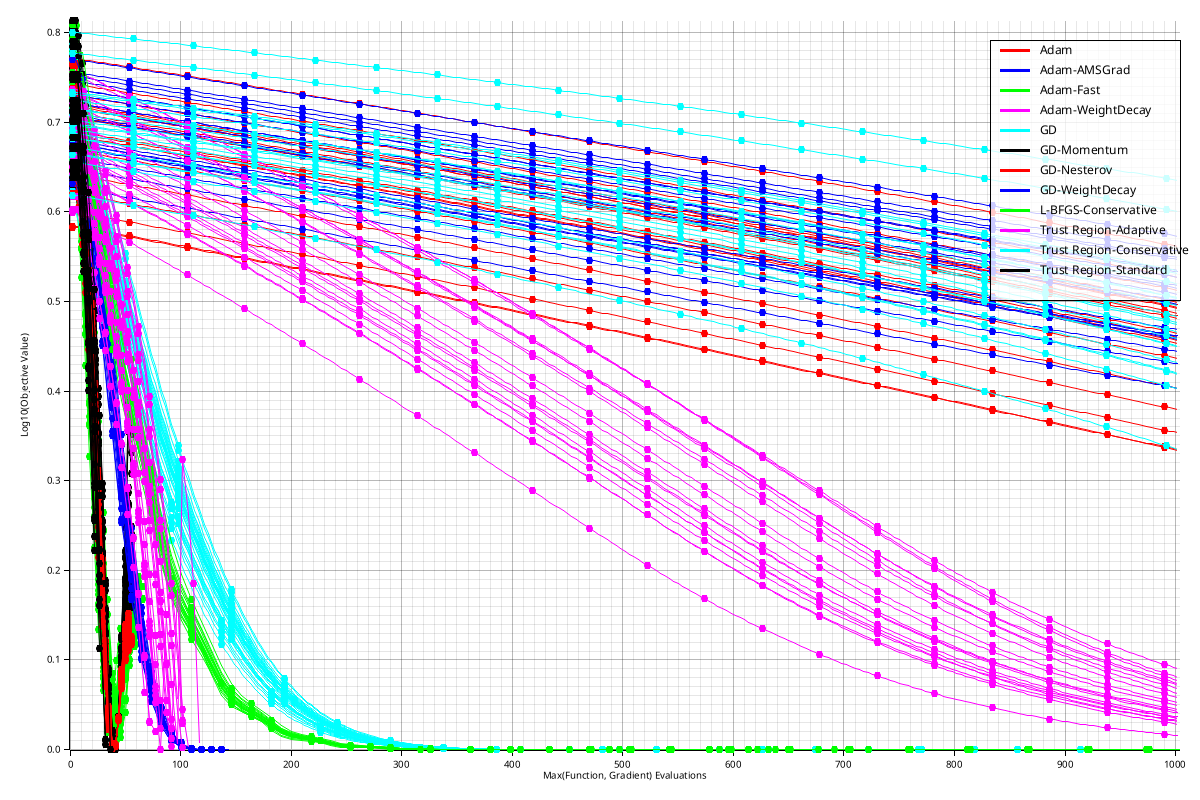 0.8
0.7
0.6
0.5
0.4
0.3
0.2
0.1
0.0
Log10(Objective Value)
0 100 200 300 400 500 600 700 800 900 1000
Max(Function, Gradient) Evaluations
Adam
Adam-AMSGrad
Adam-Fast
Adam-WeightDecay
GD
GD-Momentum
GD-Nesterov
GD-WeightDecay
L-BFGS-Conservative
Trust Region-Adaptive
Trust Region-Conservative
Trust Region-Standard